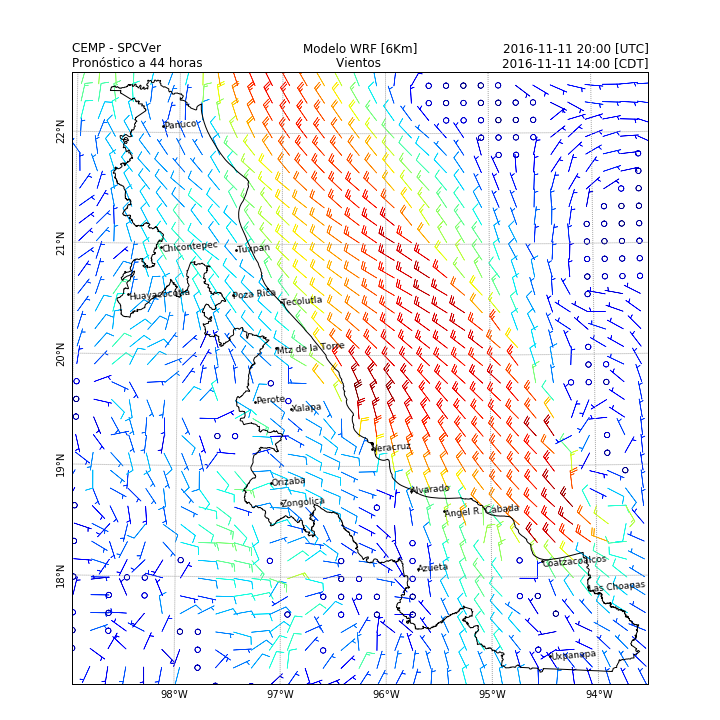 CEMP - SPCVer
Modelo WRF [6Km]
2016-11-11 20:00 [UTC]
Pronóstico a 44 horas
Vientos
2016-11-11 14:00 [CDT]
22°N
Panuco
21°N
Chicontepec
Tuxpan
Huayacocotla
Poza Rica
Tecolutla
20°N
Mtz de la Torre
Perote
Xalapa
19°N
Veracruz
Orizaba
Alvarado
Zongolica
Angel R. Cabada
18°N
Azueta
Coatzacoalcos
Las Choapas
Uxpanapa
98°W 97°W 96°W 95°W 94°W